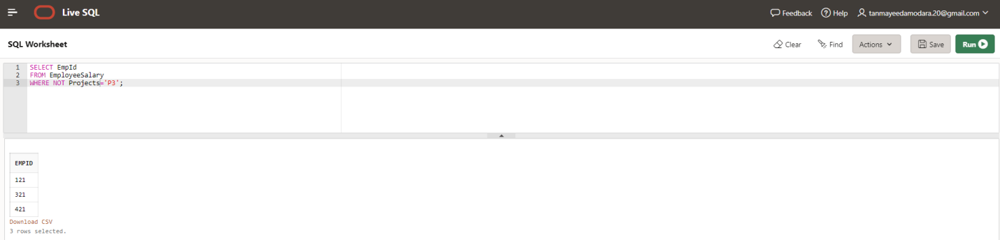 Live SQL
Feedback Help tanmayeedamodara.20@gmail.com
SQL Worksheet
Clear Find Actions Save Run
1 SELECT EmpId
2 FROM EmployeeSalary
3 WHERE NOT Projects='P3';
EMPID
121
321
421
Download CSV
3 rows selected.